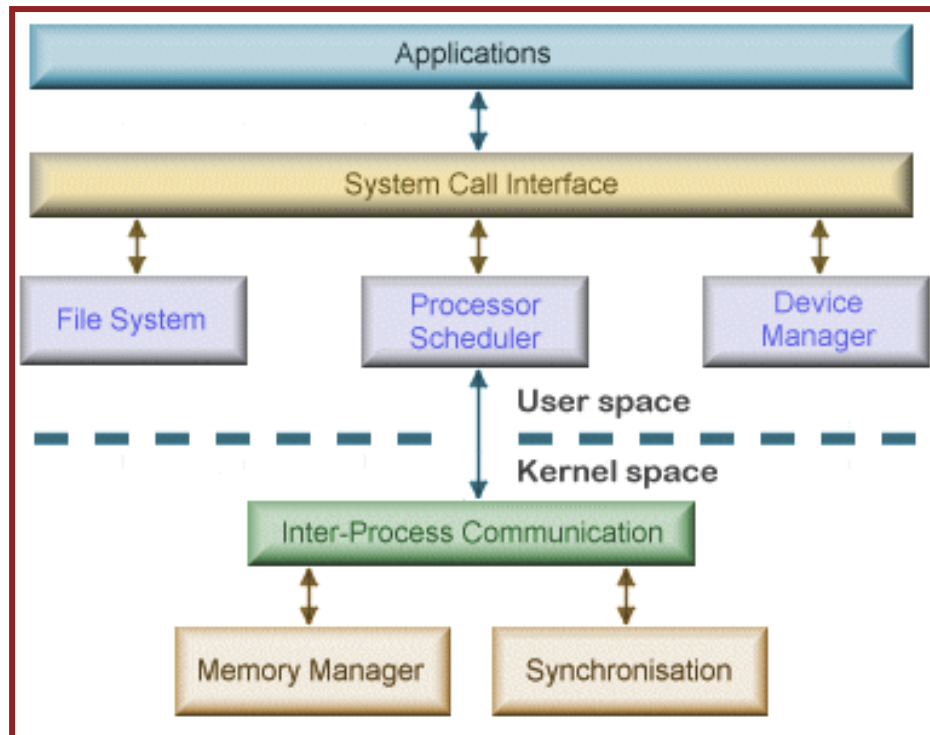 Applications
System Call Interface
File System
Processor
Scheduler
Device
Manager
User space
Kernel space
Inter-Process Communication
Memory Manager
Synchronisation